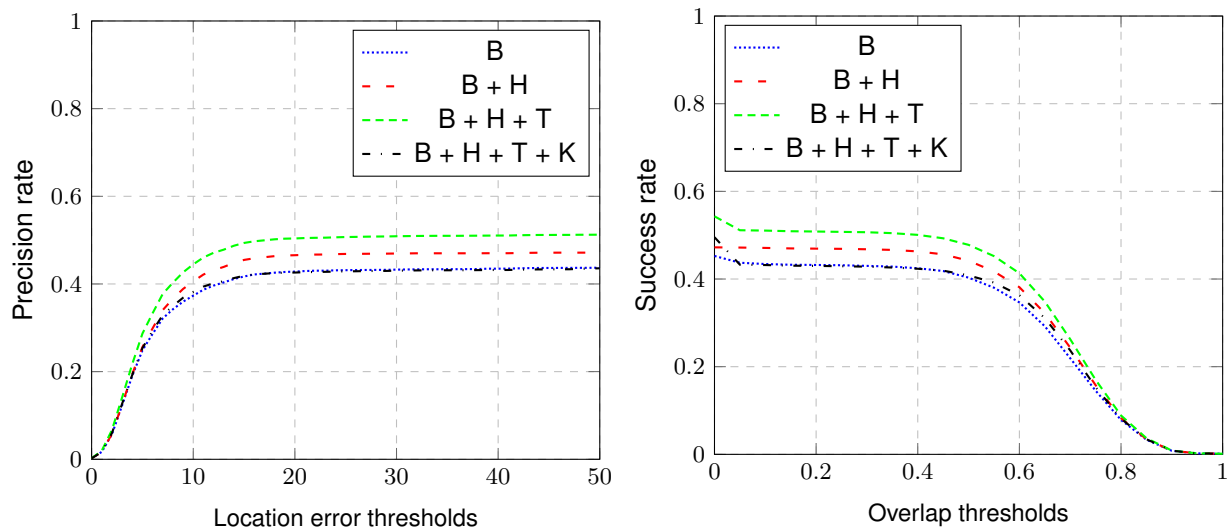 1
0.8
0.6
0.4
0.2
0
0 10 20 30 40 50
Precision rate
Location error thresholds
B
B + H
B + H + T
B + H + T + K
1
0.8
0.6
0.4
0.2
0
0 0.2 0.4 0.6 0.8 1
Success rate
Overlap thresholds
B
B + H
B + H + T
B + H + T + K